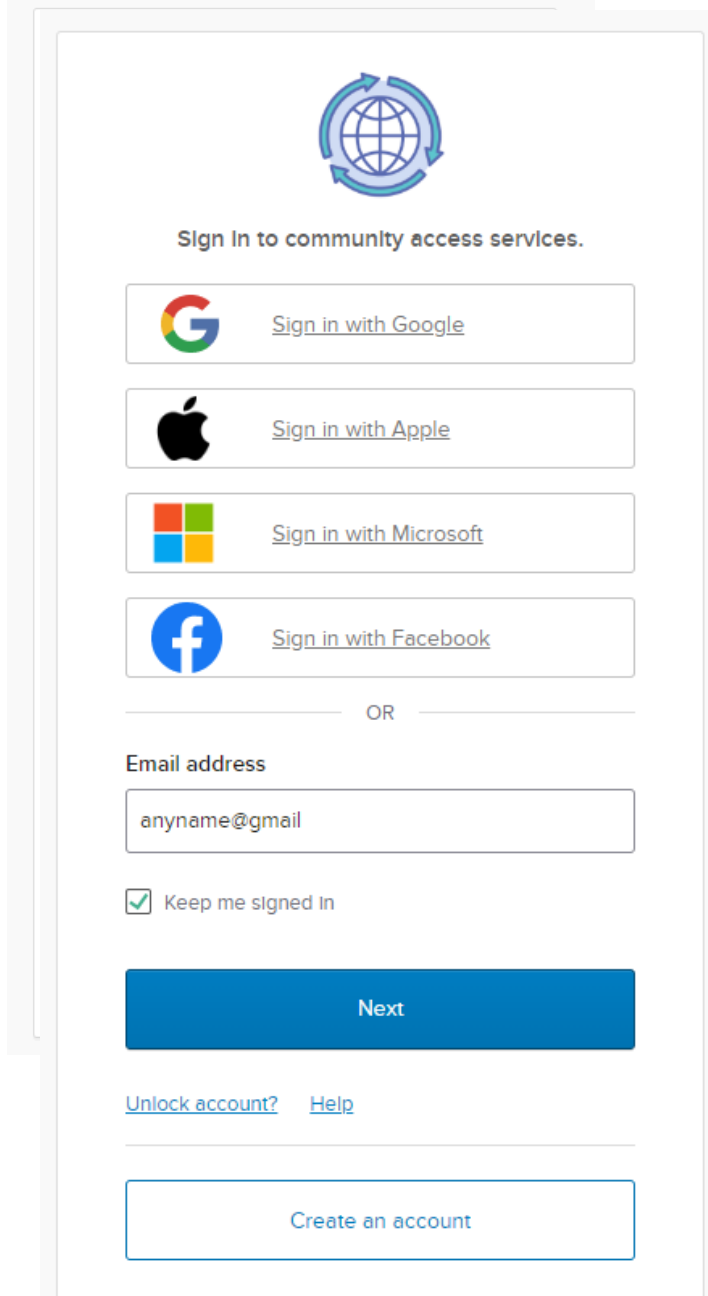 Sign in to community access services.
Sign in with Google
Sign in with Apple
Sign in with Microsoft
Sign in with Facebook
OR
Email address
anyname@gmail
Keep me signed in
Next
Unlock account? Help
Create an account